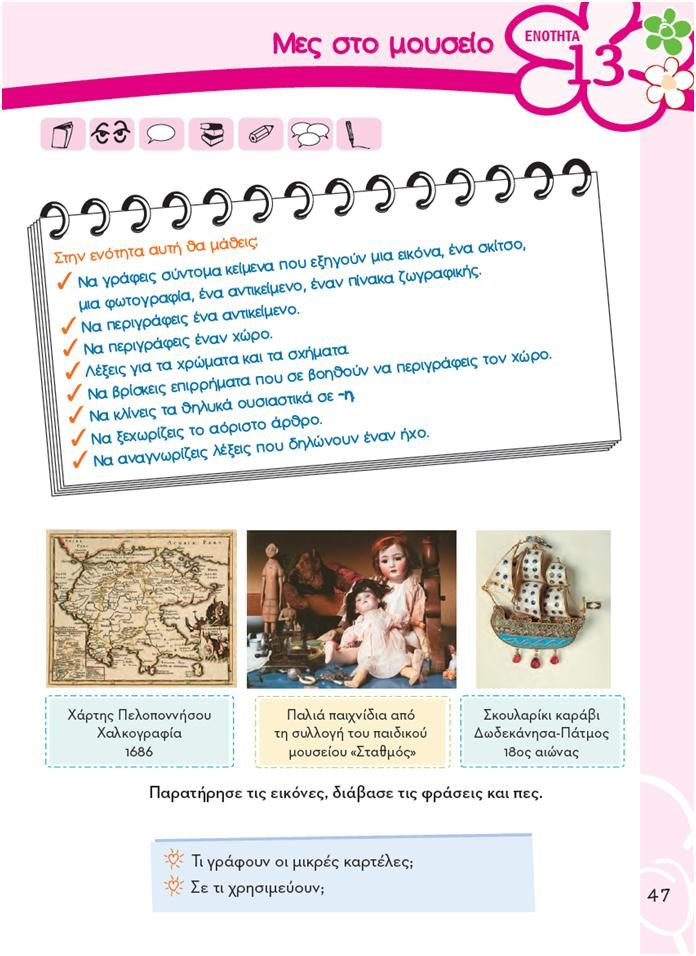 Μες στο μουσείο
ΕΝΟΤΗΤΑ
13
Στην ενότητα αυτή θα μάθεις:
Να γράφεις σύντομα κείμενα που εξηγούν μια εικόνα, ένα σκίτσο,
μια φωτογραφία, ένα αντικείμενο, έναν πίνακα ζωγραφικής.
Να περιγράφεις ένα αντικείμενο.
Να περιγράφεις έναν χώρο.
Λέξεις για τα χρώματα και τα σχήματα.
Να βρίσκεις επιρρήματα που σε βοηθούν να περιγράφεις τον χώρο.
Να κλίνεις τα θηλυκά ουσιαστικά σε -η.
Να ξεχωρίζεις το αόριστο άρθρο.
Να αναγνωρίζεις λέξεις που δηλώνουν έναν ήχο.
Χάρτης Πελοποννήσου
Χαλκογραφία
1686
Παλιά παιχνίδια από
τη συλλογή του παιδικού
μουσείου «Σταθμός»
Σκουλαρίκι καράβι
Δωδεκάνησα-Πάτμος
18ος αιώνας
Παρατήρησε τις εικόνες, διάβασε τις φράσεις και πες.
Τι γράφουν οι μικρές καρτέλες;
Σε τι χρησιμεύουν;
47